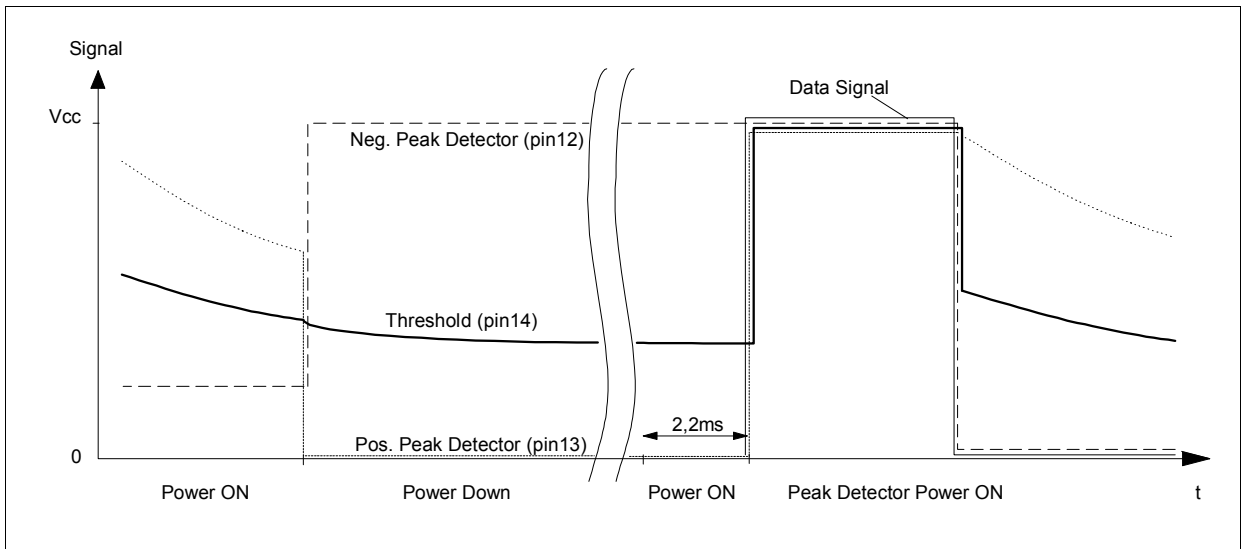 Signal
Data Signal
Vcc
Neg. Peak Detector (pin12)
Threshold (pin14)
2,2ms
Pos. Peak Detector (pin13)
0
Power ON
Power Down
Power ON
Peak Detector Power ON
t